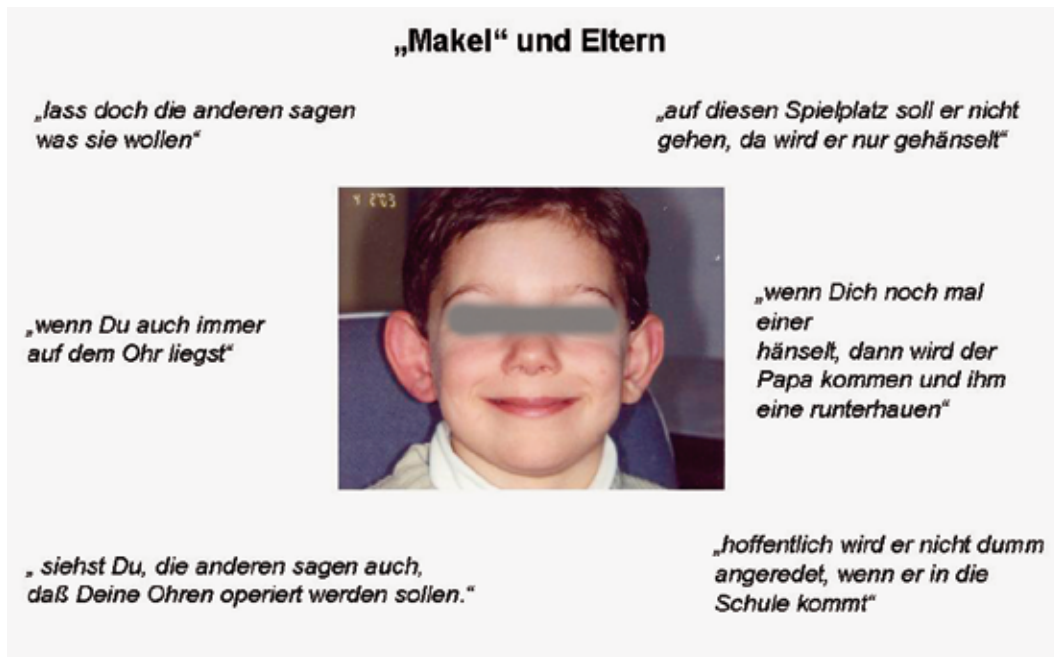 „Makel“ und Eltern
„lass doch die anderen sagen
was sie wollen“
„auf diesen Spielplatz soll er nicht
gehen, da wird er nur gehänselt“
„wenn Du auch immer
auf dem Ohr liegst“
„wenn Dich noch mal
einer
hänselt, dann wird der
Papa kommen und ihm
eine runterhauen“
„ siehst Du, die anderen sagen auch,
daß Deine Ohren operiert werden sollen.“
„hoffentlich wird er nicht dumm
angeredet, wenn er in die
Schule kommt“